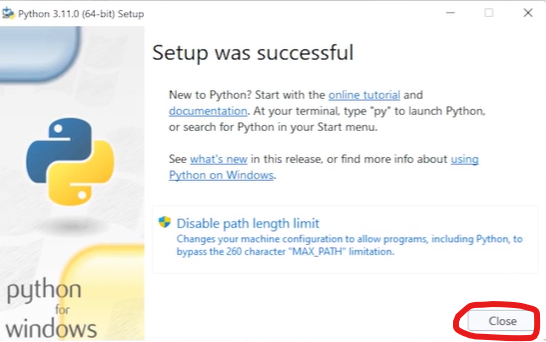 Python 3.11.0 (64-bit) Setup
Setup was successful
New to Python? Start with the online tutorial and
documentation. At your terminal, type "py" to launch Python,
or search for Python in your Start menu.
See what's new in this release, or find more info about using
Python on Windows.
Disable path length limit
Changes your machine configuration to allow programs, including Python, to
bypass the 260 character "MAX_PATH" limitation.
python
for
windows
Close